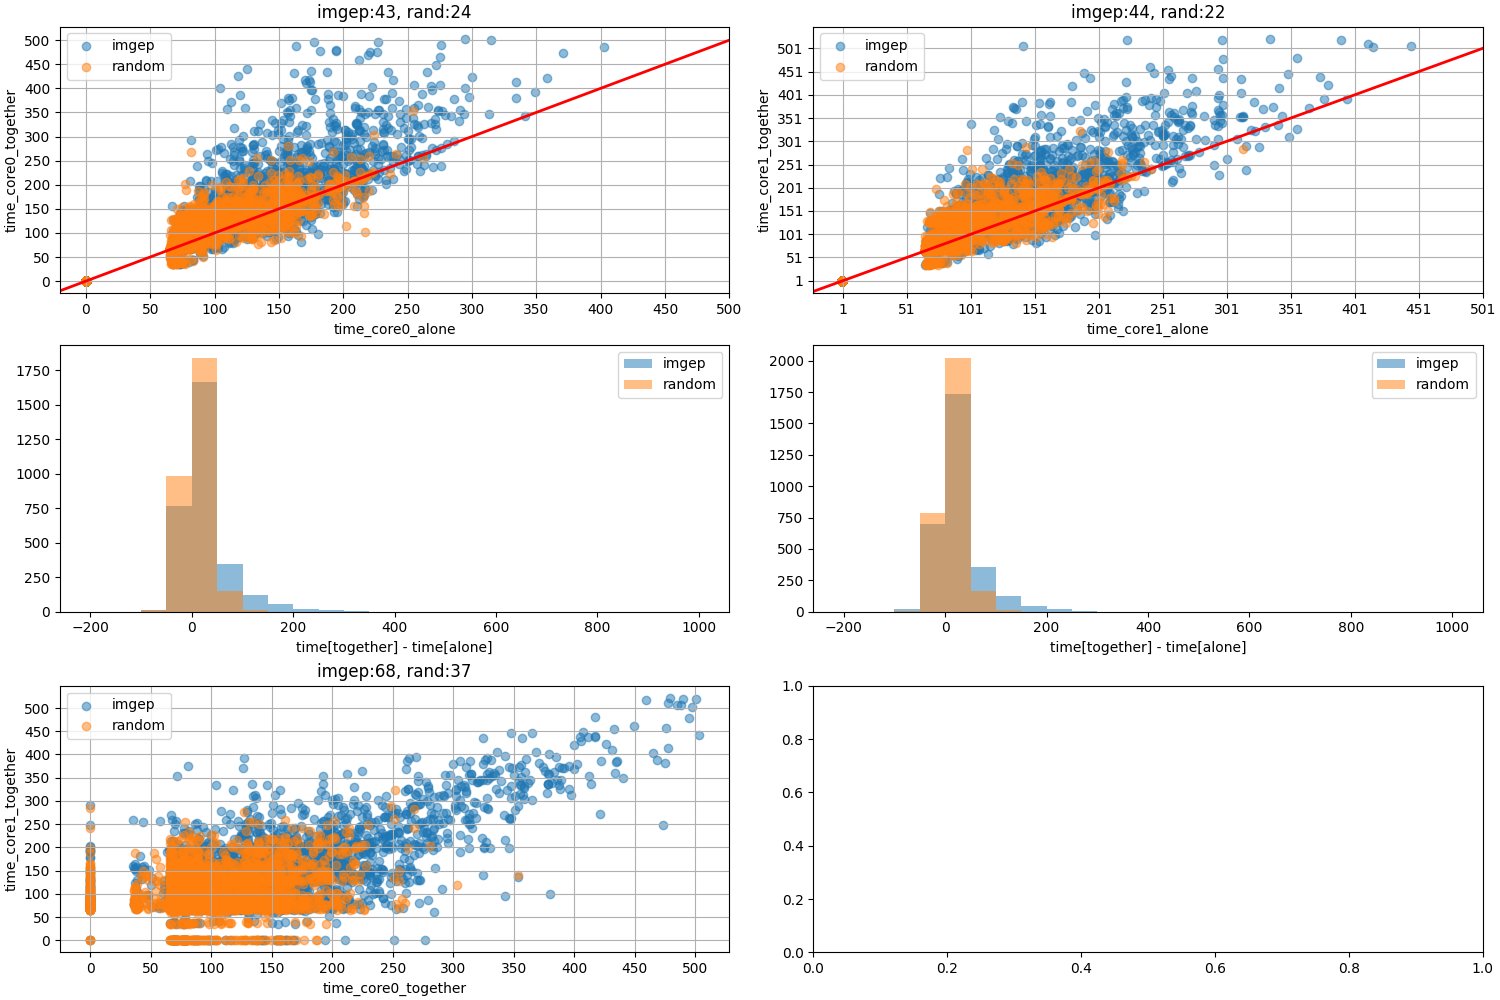 imgep:43, rand:24
time_core0_together
500
450
400
350
300
250
200
150
100
50
0
imgep
random
0 50 100 150 200 250 300 350 400 450 500
time_core0_alone
imgep:44, rand:22
time_core1_together
501
451
401
351
301
251
201
151
101
51
1
imgep
random
1 51 101 151 201 251 301 351 401 451 501
time_core1_alone
1750
1500
1250
1000
750
500
250
0
imgep
random
−200 0 200 400 600 800 1000
time[together] - time[alone]
2000
1750
1500
1250
1000
750
500
250
0
imgep
random
−200 0 200 400 600 800 1000
time[together] - time[alone]
imgep:68, rand:37
time_core1_together
500
450
400
350
300
250
200
150
100
50
0
imgep
random
0 50 100 150 200 250 300 350 400 450 500
time_core0_together
1.0
0.8
0.6
0.4
0.2
0.0
0.0 0.2 0.4 0.6 0.8 1.0